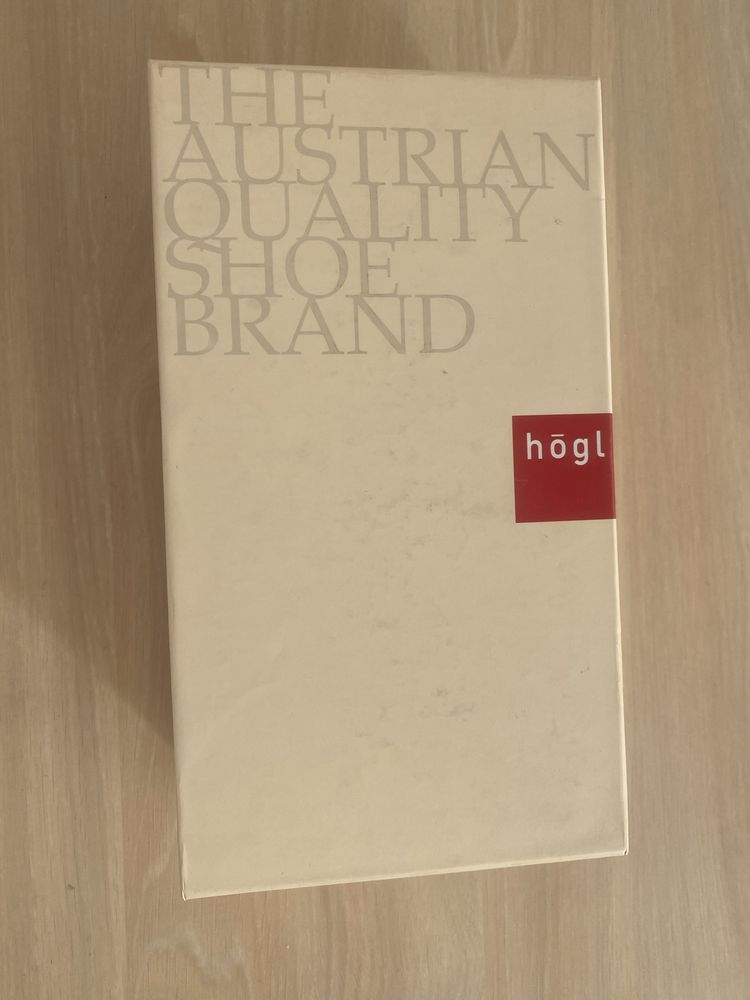 THE
AUSTRIAN
QUALITY
SHOE
BRAND
hōgl